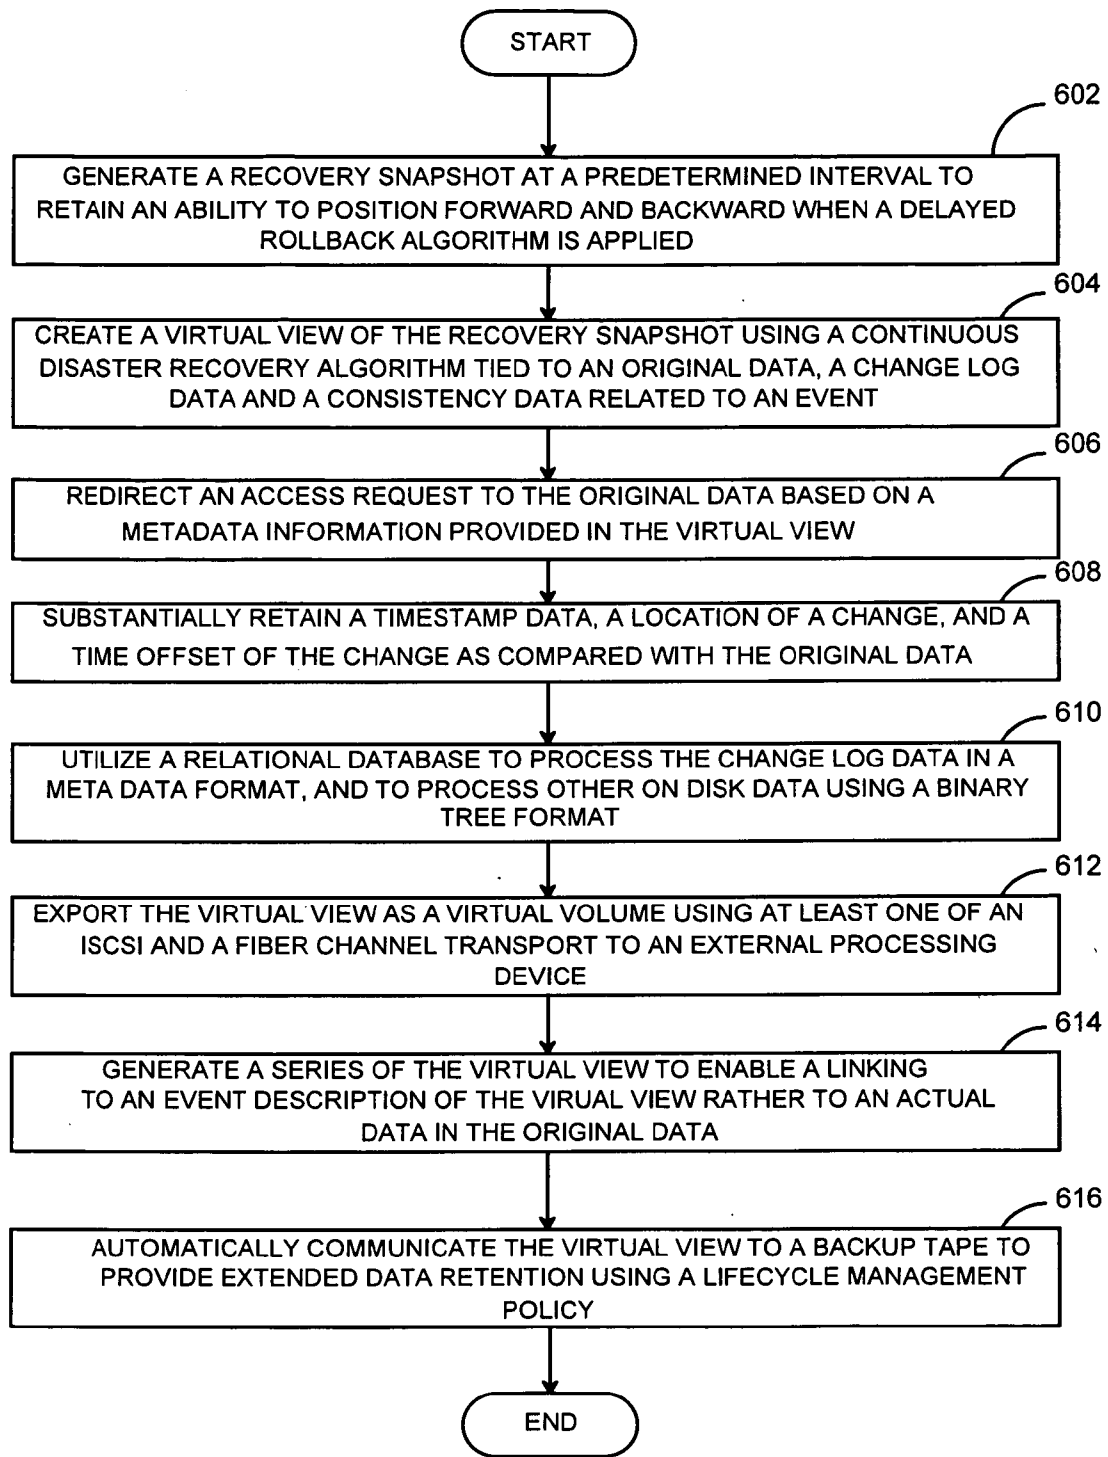 START
602
GENERATE A RECOVERY SNAPSHOT AT A PREDETERMINED INTERVAL TO
RETAIN AN ABILITY TO POSITION FORWARD AND BACKWARD WHEN A DELAYED
ROLLBACK ALGORITHM IS APPLIED
604
CREATE A VIRTUAL VIEW OF THE RECOVERY SNAPSHOT USING A CONTINUOUS
DISASTER RECOVERY ALGORITHM TIED TO AN ORIGINAL DATA, A CHANGE LOG
DATA AND A CONSISTENCY DATA RELATED TO AN EVENT
606
REDIRECT AN ACCESS REQUEST TO THE ORIGINAL DATA BASED ON A
METADATA INFORMATION PROVIDED IN THE VIRTUAL VIEW
608
SUBSTANTIALLY RETAIN A TIMESTAMP DATA, A LOCATION OF A CHANGE, AND A
TIME OFFSET OF THE CHANGE AS COMPARED WITH THE ORIGINAL DATA
610
UTILIZE A RELATIONAL DATABASE TO PROCESS THE CHANGE LOG DATA IN A
META DATA FORMAT, AND TO PROCESS OTHER ON DISK DATA USING A BINARY
TREE FORMAT
612
EXPORT THE VIRTUAL VIEW AS A VIRTUAL VOLUME USING AT LEAST ONE OF AN
ISCSI AND A FIBER CHANNEL TRANSPORT TO AN EXTERNAL PROCESSING
DEVICE
614
GENERATE A SERIES OF THE VIRTUAL VIEW TO ENABLE A LINKING
TO AN EVENT DESCRIPTION OF THE VIRUAL VIEW RATHER TO AN ACTUAL
DATA IN THE ORIGINAL DATA
616
AUTOMATICALLY COMMUNICATE THE VIRTUAL VIEW TO A BACKUP TAPE TO
PROVIDE EXTENDED DATA RETENTION USING A LIFECYCLE MANAGEMENT
POLICY
END